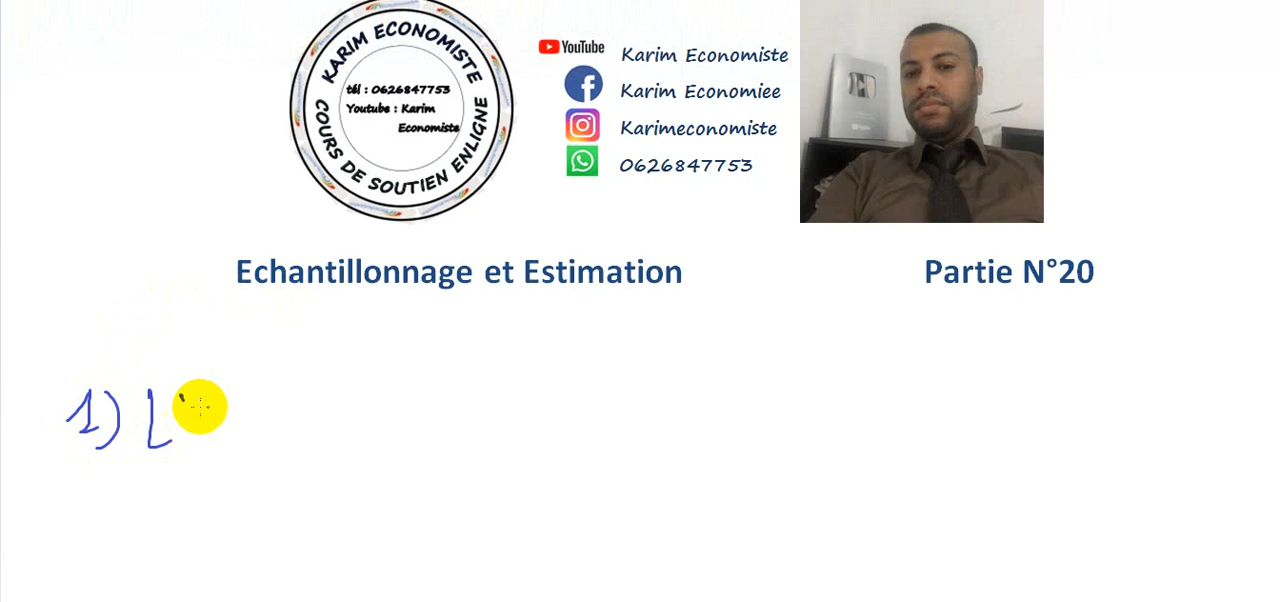 KARIM ECONOMISTE
tél : 0626847753
Youtube : Karim
Economiste
COURS DE SOUTIEN ENLIGNE
YouTube
Karim Economiste
Karim Economiee
Karimeconomiste
0626847753
Echantillonnage et Estimation
Partie N°20
1) L'